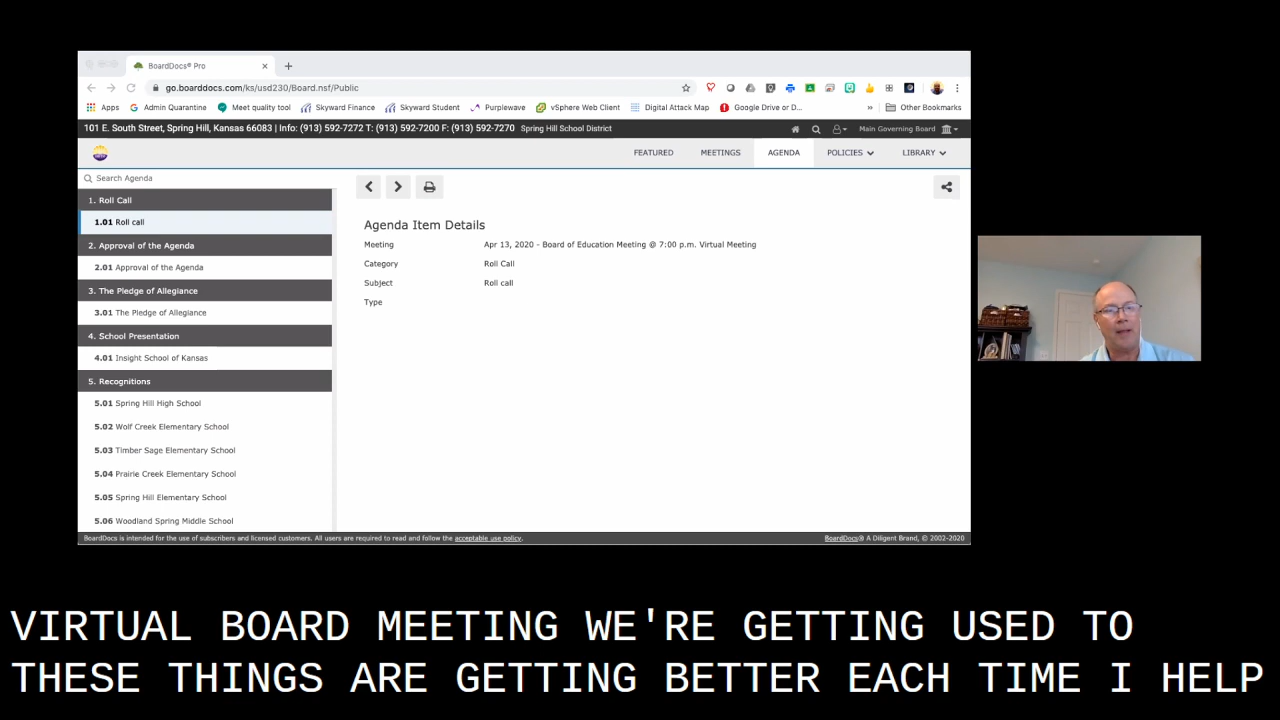 BoardDocs® Pro
go.boarddocs.com/ks/usd230/Board.nsf/Public
Apps Admin Quarantine Meet quality tool Skyward Finance Skyward Student Purplewave vSphere Web Client Digital Attack Map Google Drive or D... » Other Bookmarks
101 E. South Street, Spring Hill, Kansas 66083 | Info: (913) 592-7272 T: (913) 592-7200 F: (913) 592-7270 Spring Hill School District Main Governing Board
FEATURED MEETINGS AGENDA POLICIES LIBRARY
Search Agenda
1. Roll Call
1.01 Roll call
2. Approval of the Agenda
2.01 Approval of the Agenda
3. The Pledge of Allegiance
3.01 The Pledge of Allegiance
4. School Presentation
4.01 Insight School of Kansas
5. Recognitions
5.01 Spring Hill High School
5.02 Wolf Creek Elementary School
5.03 Timber Sage Elementary School
5.04 Prairie Creek Elementary School
5.05 Spring Hill Elementary School
5.06 Woodland Spring Middle School
Agenda Item Details
Meeting Apr 13, 2020 - Board of Education Meeting @ 7:00 p.m. Virtual Meeting
Category Roll Call
Subject Roll call
Type
BoardDocs is intended for the use of subscribers and licensed customers. All users are required to read and follow the acceptable use policy. BoardDocs® A Diligent Brand, © 2002-2020
VIRTUAL BOARD MEETING WE'RE GETTING USED TO
THESE THINGS ARE GETTING BETTER EACH TIME I HELP